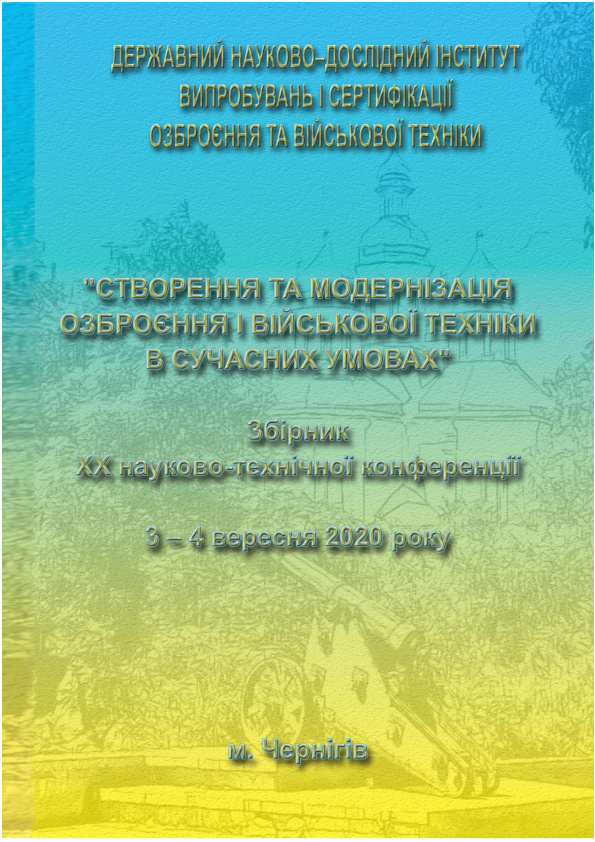 ДЕРЖАВНИЙ НАУКОВО–ДОСЛІДНИЙ ІНСТИТУТ
ВИПРОБУВАНЬ І СЕРТИФІКАЦІЇ
ОЗБРОЄННЯ ТА ВІЙСЬКОВОЇ ТЕХНІКИ
"СТВОРЕННЯ ТА МОДЕРНІЗАЦІЯ
ОЗБРОЄННЯ І ВІЙСЬКОВОЇ ТЕХНІКИ
В СУЧАСНИХ УМОВАХ"
Збірник
XX науково-технічної конференції
3 – 4 вересня 2020 року
м. Чернігів